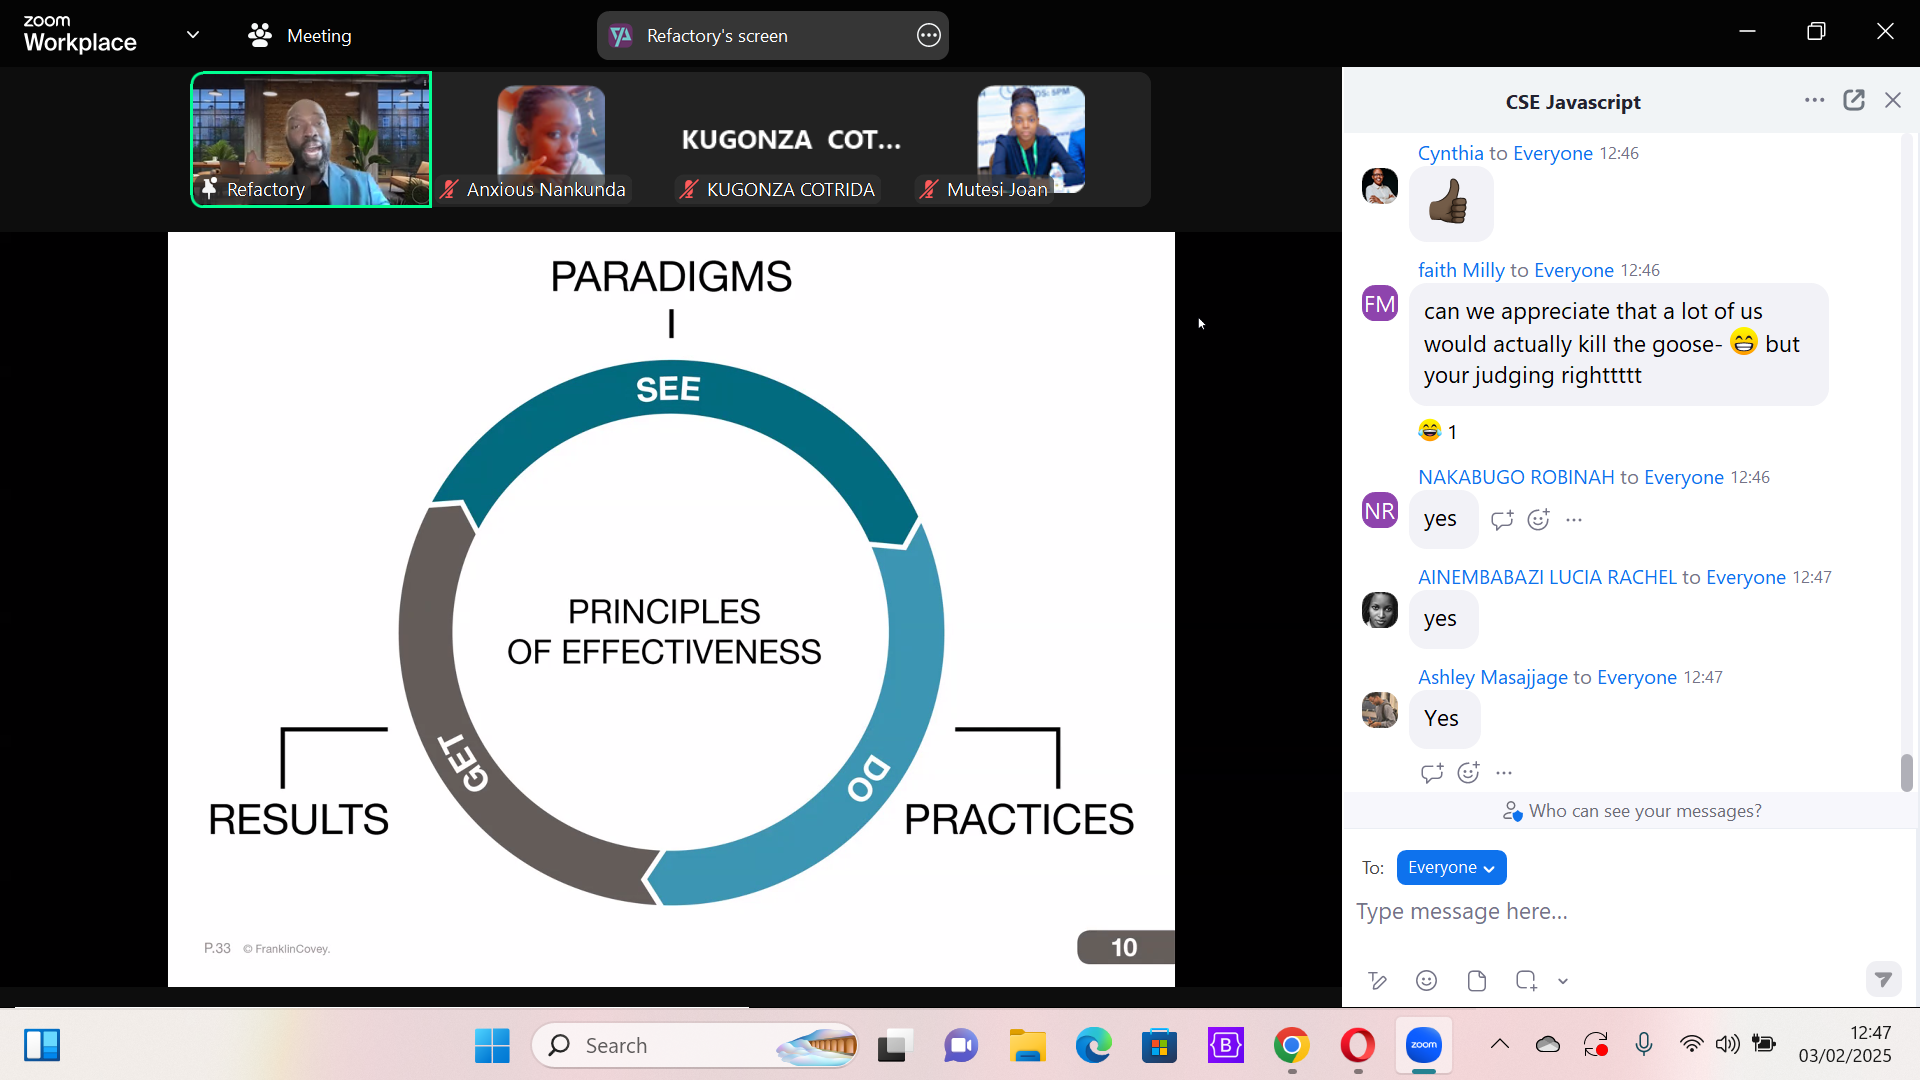 zoom
Workplace
Meeting
Refactory's screen
Refactory
Anxious Nankunda
KUGONZA COT...
KUGONZA COTRIDA
Mutesi Joan
PARADIGMS
SEE
PRINCIPLES
OF EFFECTIVENESS
GET
DO
RESULTS
PRACTICES
P.33 © FranklinCovey.
10
CSE Javascript
Cynthia to Everyone 12:46
faith Milly to Everyone 12:46
FM
can we appreciate that a lot of us
would actually kill the goose- 😁 but
your judging righttttt
😂 1
NAKABUGO ROBINAH to Everyone 12:46
NR
yes
AINEMBABAZI LUCIA RACHEL to Everyone 12:47
yes
Ashley Masajjage to Everyone 12:47
Yes
Who can see your messages?
To: Everyone
Type message here...
Search
zoom
12:47
03/02/2025